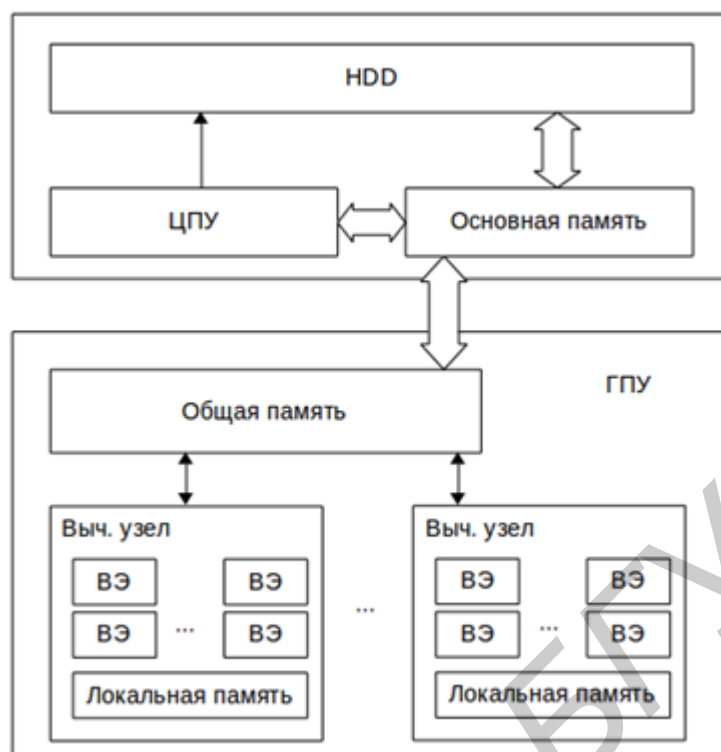 HDD
ЦПУ
Основная память
ГПУ
Общая память
Выч. узел
ВЭ
ВЭ
ВЭ
...
ВЭ
Локальная память
...
Выч. узел
ВЭ
ВЭ
ВЭ
...
ВЭ
Локальная память
БГУ